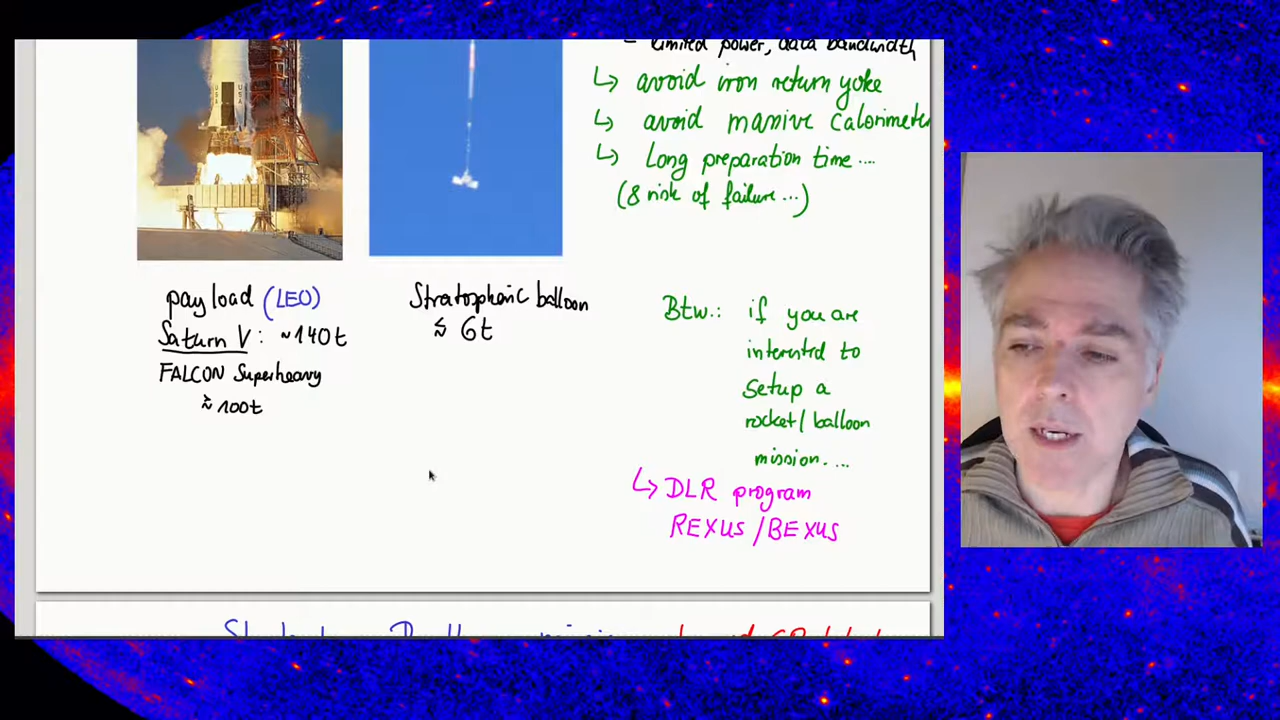 - limited power, data bandwidth
↳ avoid iron return yoke
↳ avoid massive Calorimeter
↳ Long preparation time ....
(& risk of failure ...)
USA
USA
payload (LEO)
Saturn V: ~140t
FALCON Superheavy
≳ 100t
Stratospheric balloon
≲ 6t
Btw.: if you are
interested to
Setup a
rocket/balloon
mission....
↳ DLR program
REXUS/BEXUS